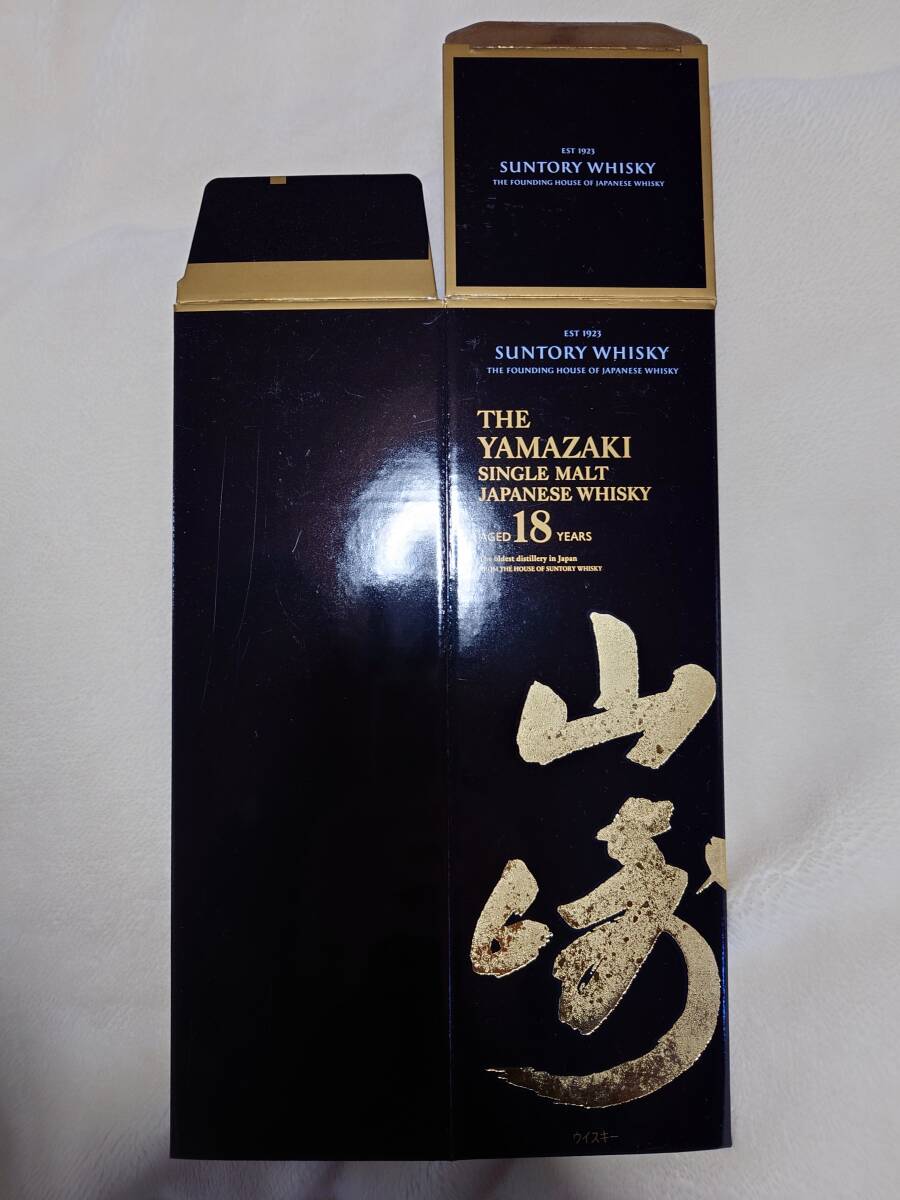 EST 1923
SUNTORY WHISKY
THE FOUNDING HOUSE OF JAPANESE WHISKY
EST 1923
SUNTORY WHISKY
THE FOUNDING HOUSE OF JAPANESE WHISKY
THE
YAMAZAKI
SINGLE MALT
JAPANESE WHISKY
AGED 18 YEARS
The oldest distillery in Japan
FROM THE HOUSE OF SUNTORY WHISKY
山
崎
ウイスキー